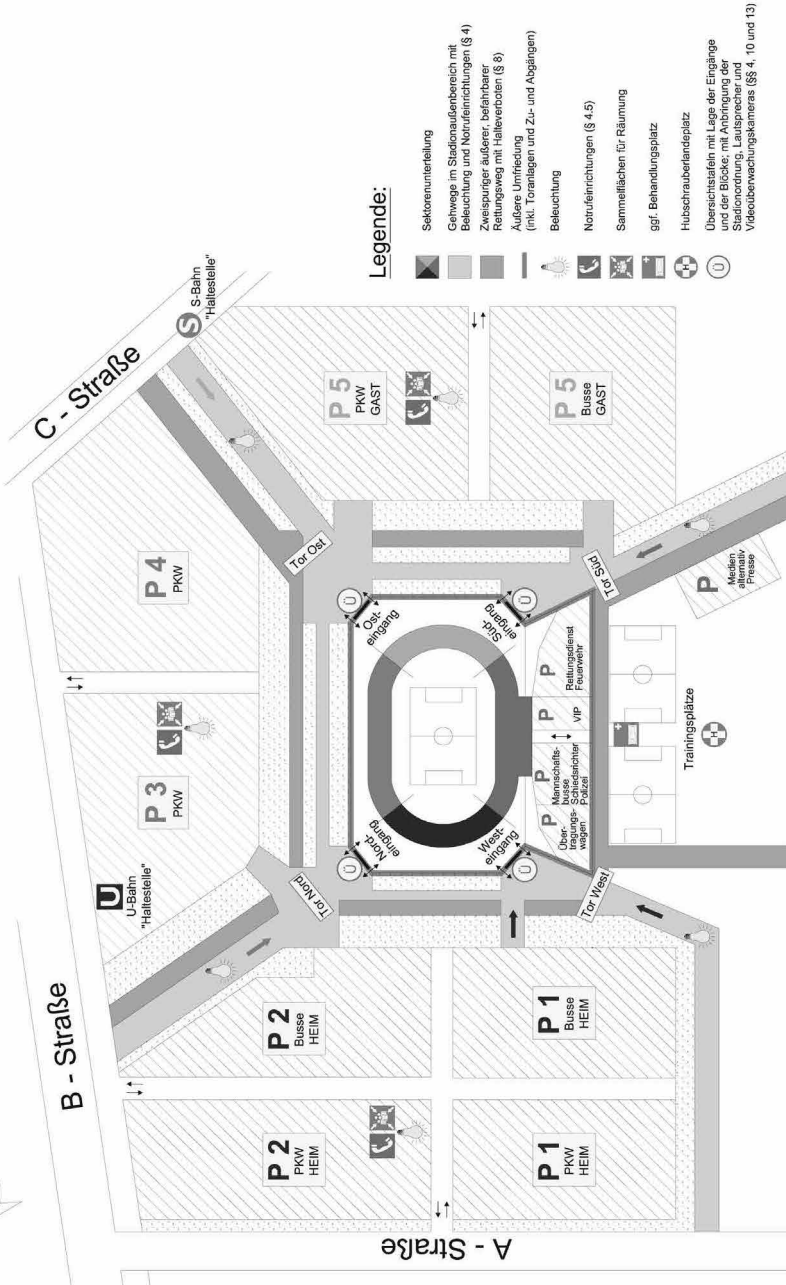 A - Straße
B - Straße
C - Straße
P 1
PKW
HEIM
P 1
Busse
HEIM
P 2
PKW
HEIM
P 2
Busse
HEIM
U
U-Bahn
"Haltestelle"
P 3
PKW
P 4
PKW
S
S-Bahn
"Haltestelle"
P 5
PKW
GAST
P 5
Busse
GAST
Tor Nord
Tor Ost
Tor West
Tor Süd
Ü
Nord-
eingang
Ü
Ost-
eingang
Ü
West-
eingang
Ü
Süd-
eingang
P
Über-
tragungs-
wagen
P
Mannschafts-
busse
Schiedsrichter
Polizei
P
VIP
P
Rettungsdienst
Feuerwehr
P
Medien
alternativ
Presse
Trainingsplätze
H
Legende:
Sektorenunterteilung
Gehwege im Stadionaußenbereich mit
Beleuchtung und Notrufeinrichtungen (§ 4)
Zweispuriger äußerer, befahrbarer
Rettungsweg mit Halteverboten (§ 8)
Äußere Umfriedung
(inkl. Toranlagen und Zu- und Abgängen)
Beleuchtung
Notrufeinrichtungen (§ 4.5)
Sammelflächen für Räumung
ggf. Behandlungsplatz
H
Hubschrauberlandeplatz
Ü
Übersichtstafeln mit Lage der Eingänge
und der Blöcke; mit Anbringung der
Stadionordnung, Lautsprecher und
Videoüberwachungskameras (§§ 4, 10 und 13)